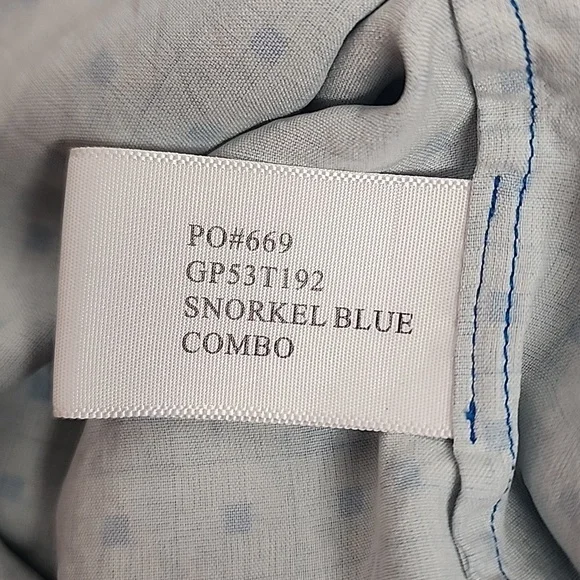 PO#669
GP53T192
SNORKEL BLUE
COMBO